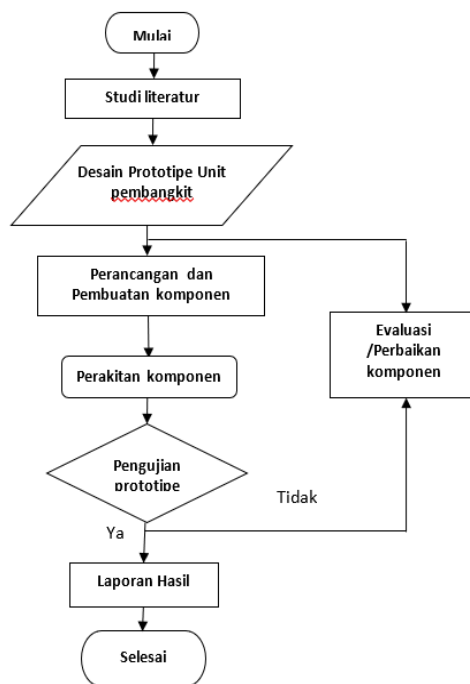 Mulai
Studi literatur
Desain Prototipe Unit
pembangkit
Perancangan dan
Pembuatan komponen
Evaluasi
/Perbaikan
komponen
Perakitan komponen
Pengujian
prototipe
Tidak
Ya
Laporan Hasil
Selesai